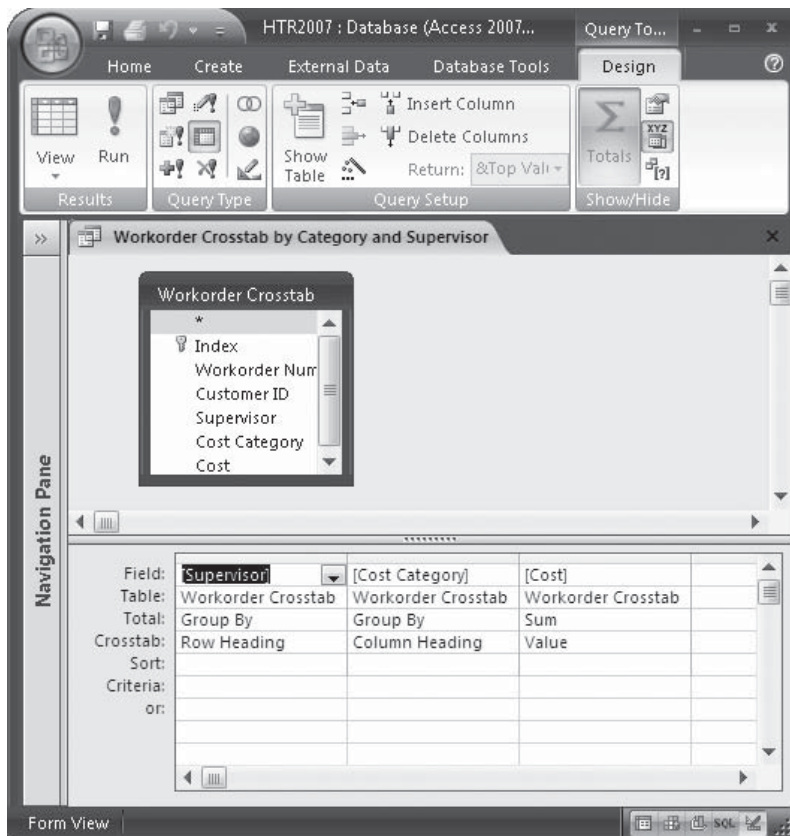 HTR2007 : Database (Access 2007... Query To...
Home Create External Data Database Tools Design
View Run Show Table Insert Column Delete Columns Return: &Top Valu Totals XYZ [?]
Results Query Type Query Setup Show/Hide
Workorder Crosstab by Category and Supervisor
Workorder Crosstab
*
Index
Workorder Num
Customer ID
Supervisor
Cost Category
Cost
Navigation Pane
Field: [Supervisor] [Cost Category] [Cost]
Table: Workorder Crosstab Workorder Crosstab Workorder Crosstab
Total: Group By Group By Sum
Crosstab: Row Heading Column Heading Value
Sort:
Criteria:
or:
Form View SQL